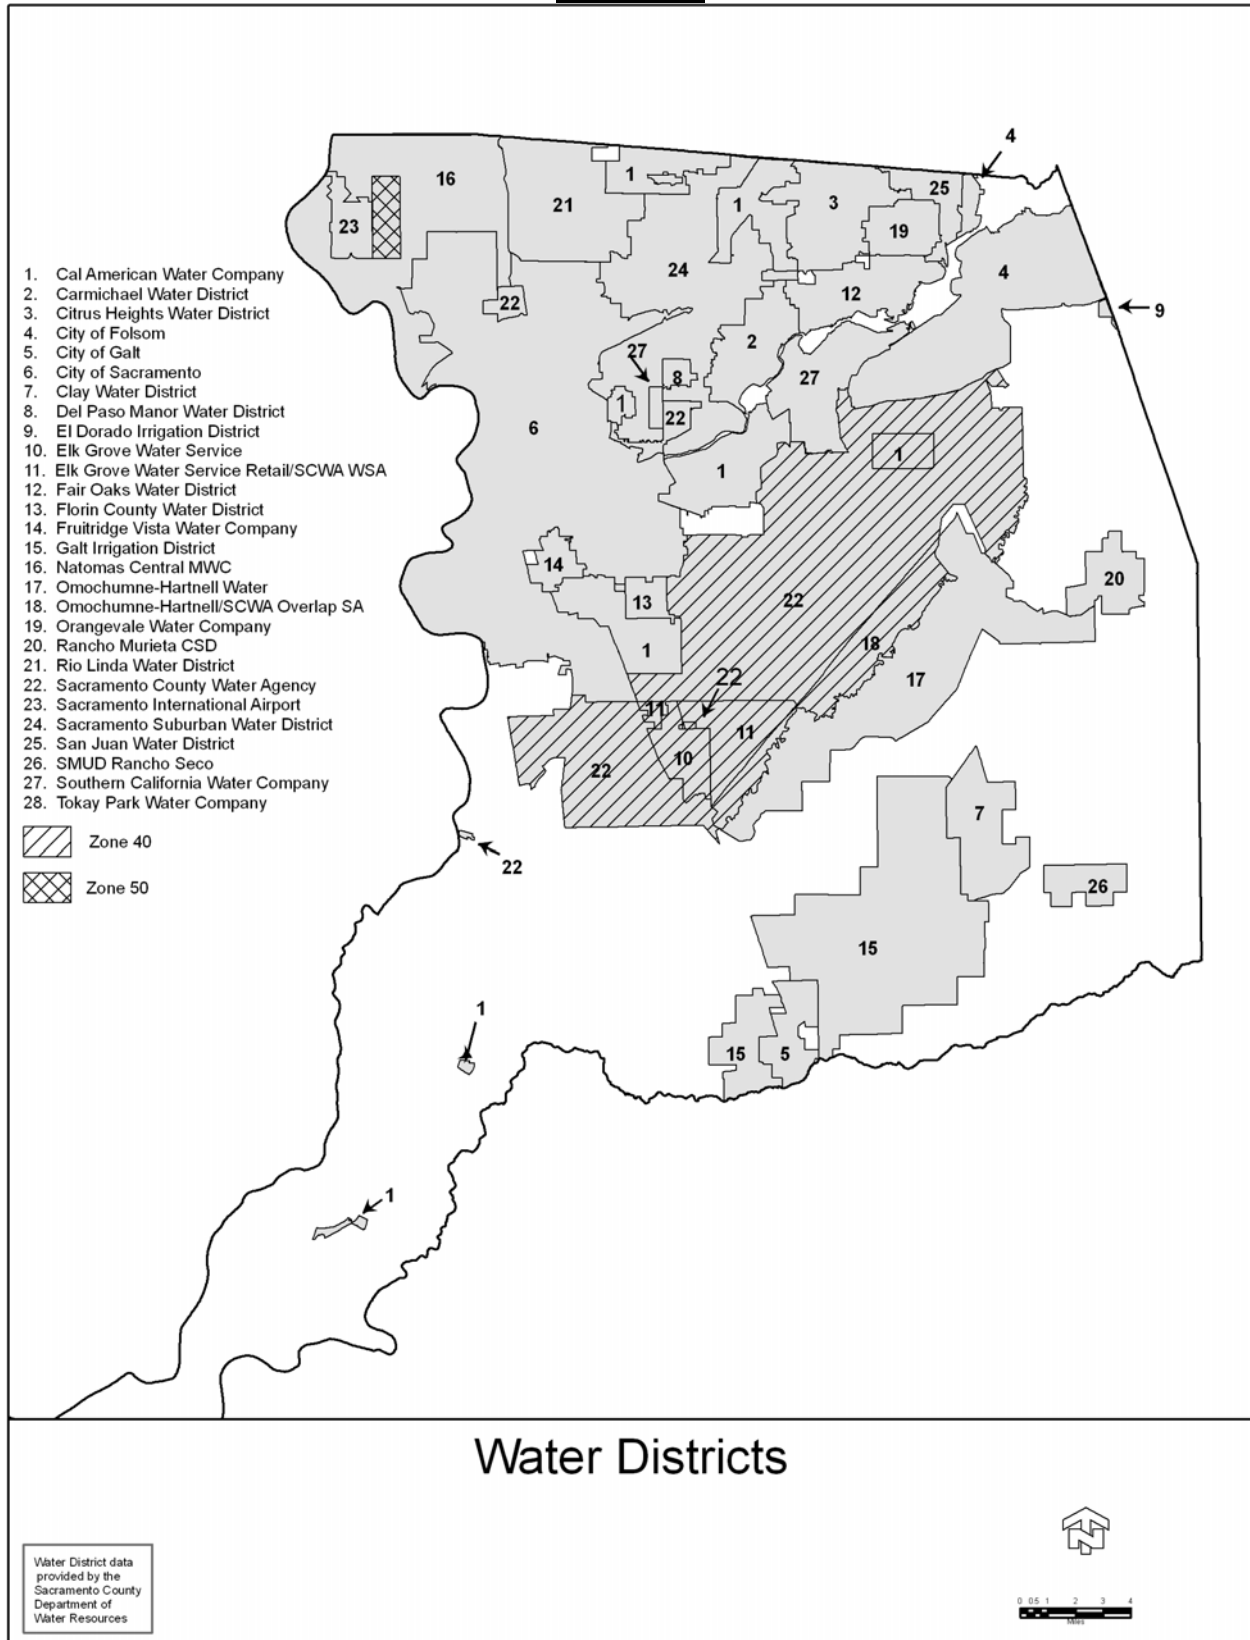 4
16
1
25
21
1
3
23
19
24
4
1. Cal American Water Company
2. Carmichael Water District
3. Citrus Heights Water District
4. City of Folsom
5. City of Galt
6. City of Sacramento
7. Clay Water District
8. Del Paso Manor Water District
9. El Dorado Irrigation District
10. Elk Grove Water Service
11. Elk Grove Water Service Retail/SCWA WSA
12. Fair Oaks Water District
13. Florin County Water District
14. Fruitridge Vista Water Company
15. Galt Irrigation District
16. Natomas Central MWC
17. Omochumne-Hartnell Water
18. Omochumne-Hartnell/SCWA Overlap SA
19. Orangevale Water Company
20. Rancho Murieta CSD
21. Rio Linda Water District
22. Sacramento County Water Agency
23. Sacramento International Airport
24. Sacramento Suburban Water District
25. San Juan Water District
26. SMUD Rancho Seco
27. Southern California Water Company
28. Tokay Park Water Company
Zone 40
Zone 50
12
22
9
2
27
8
27
1
22
6
1
1
14
20
13
22
18
1
22
17
11
11
10
22
7
22
26
15
1
15
5
1
Water Districts
N
Water District data
provided by the
Sacramento County
Department of
Water Resources
0 0.5 1 2 3 4
Miles